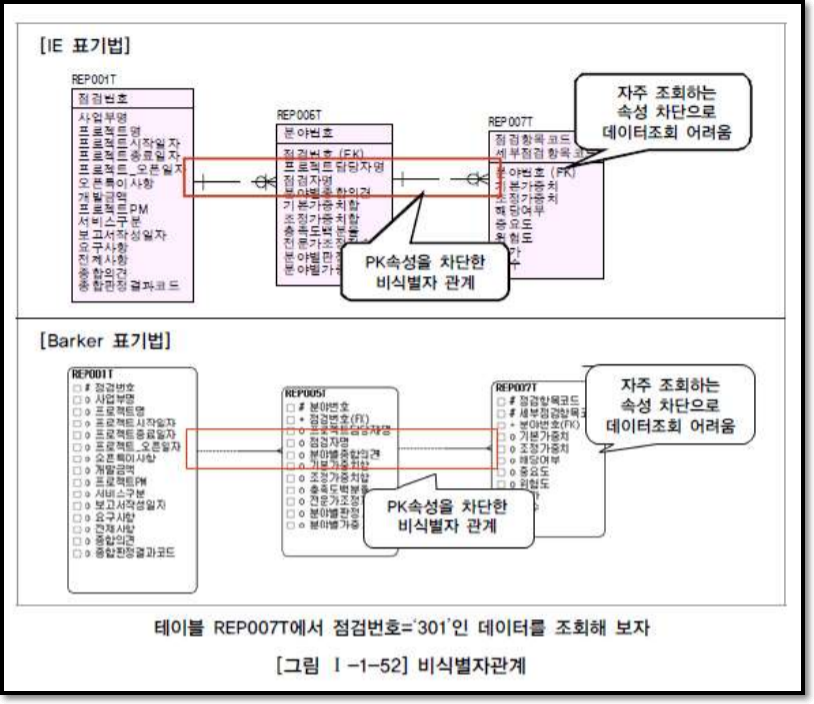 [IE 표기법]
REP001T
점검번호
사업부명
프로젝트명
프로젝트시작일자
프로젝트종료일자
프로젝트_오픈일자
오픈특이사항
개발금액
프로젝트PM
서비스구분
보고서작성일자
요구사항
전제사항
종합의견
종합판정결과코드
REP005T
분야번호
점검번호 (FK)
프로젝트담당자명
점검자명
분야별종합의견
기본가중치합
조정가중치합
충족도백분율
전문가조정
분야별판정
분야별가중
REP007T
점검항목코드
세부점검항목코
분야번호 (FK)
기본가중치
조정가중치
해당여부
중요도
위험도
가
자주 조회하는
속성 차단으로
데이터조회 어려움
PK속성을 차단한
비식별자 관계
[Barker 표기법]
REP001T
# 점검번호
o 사업부명
o 프로젝트명
o 프로젝트시작일자
o 프로젝트종료일자
o 프로젝트_오픈일자
o 오픈특이사항
o 개발금액
o 프로젝트PM
o 서비스구분
o 보고서작성일자
o 요구사항
o 전제사항
o 종합의견
o 종합판정결과코드
REP005T
# 분야번호
* 점검번호(FK)
o 프로젝트담당자명
o 점검자명
o 분야별종합의견
o 기본가중치합
o 조정가중치합
o 충족도백분율
o 전문가조정
o 분야별판정
o 분야별가중
REP007T
# 점검항목코드
# 세부점검항목코
* 분야번호(FK)
o 기본가중치
o 조정가중치
o 해당여부
o 중요도
o 위험도
자주 조회하는
속성 차단으로
데이터조회 어려움
PK속성을 차단한
비식별자 관계
테이블 REP007T에서 점검번호=‘301’인 데이터를 조회해 보자
[그림 Ⅰ-1-52] 비식별자관계